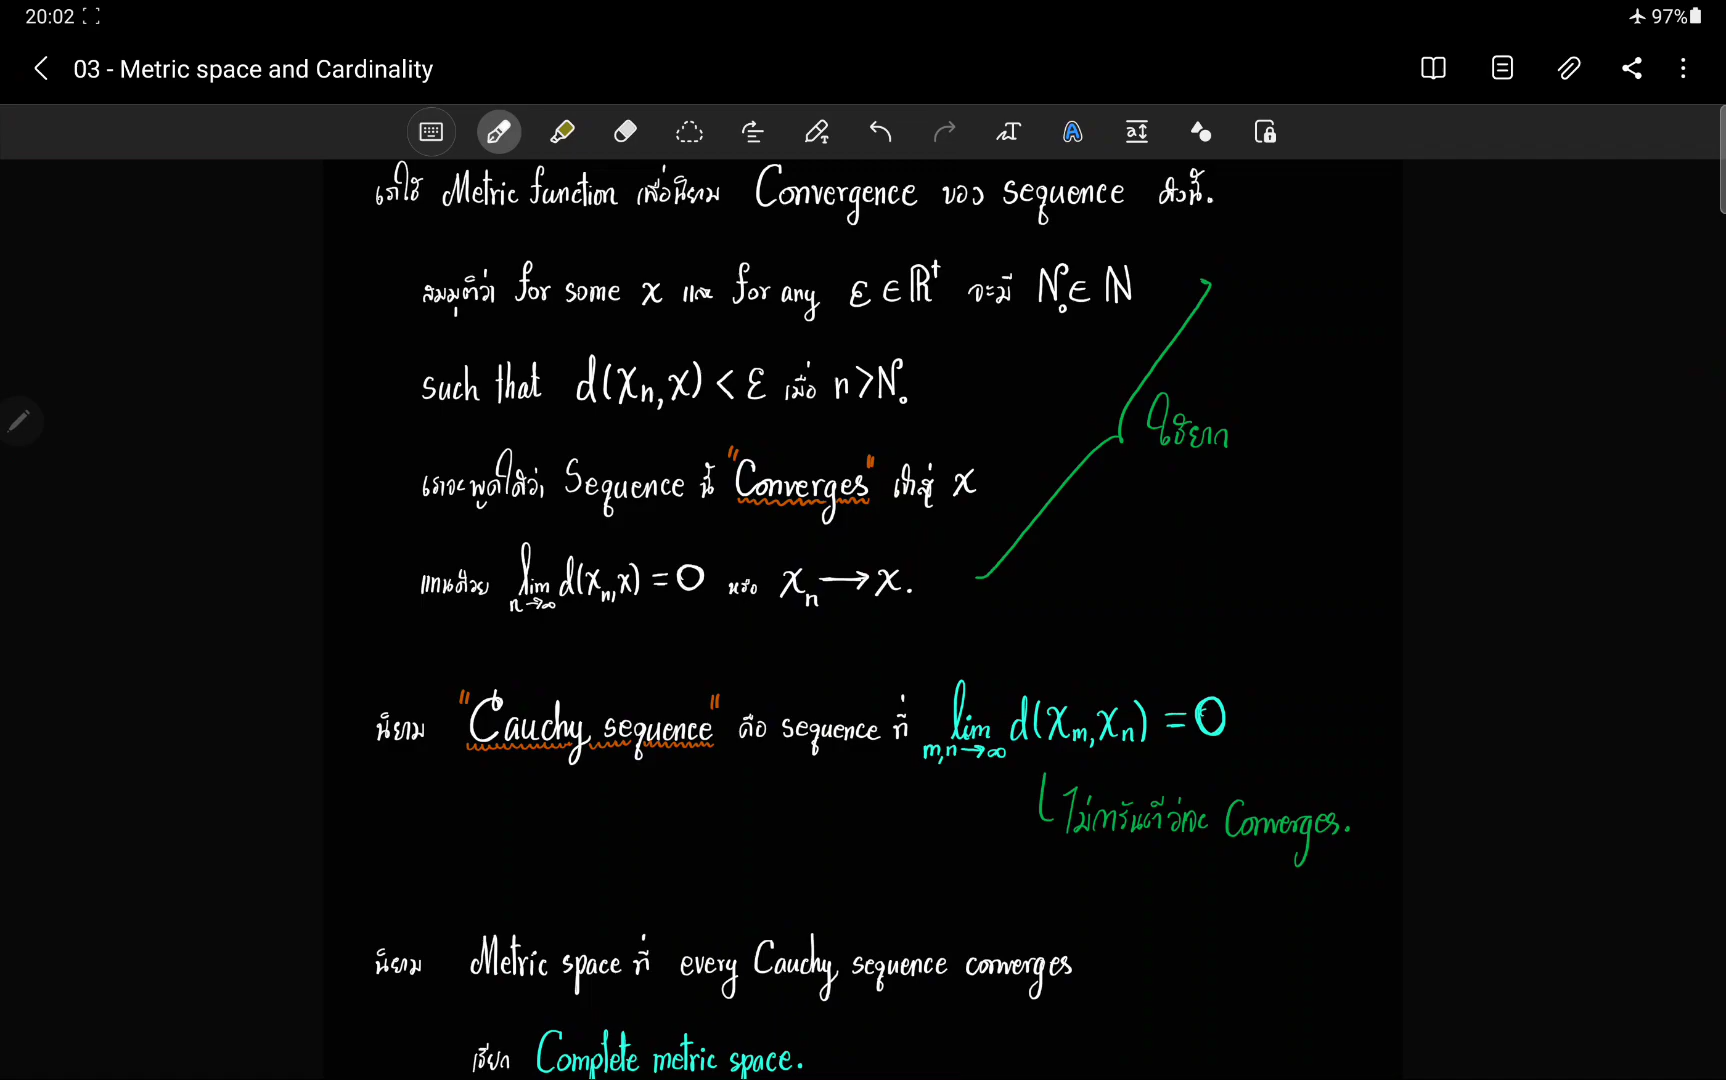 20:02
97%
03 - Metric space and Cardinality
เราใช้ Metric function เพื่อนิยาม Convergence ของ sequence ดังนี้.
สมมุติว่า for some x และ for any ε ∈ ℝ⁺ จะมี N₀ ∈ ℕ
such that d(xₙ, x) < ε เมื่อ n > N₀
ใช้ยาก
เราจะพูดได้ว่า Sequence นี้ "Converges" เข้าสู่ x
แทนด้วย lim n→∞ d(xₙ, x) = 0 หรือ xₙ → x.
นิยาม "Cauchy sequence" คือ sequence ที่ lim m,n→∞ d(xₘ, xₙ) = 0
ไม่การันตีว่าจะ Converges.
นิยาม Metric space ที่ every Cauchy sequence converges
เรียก Complete metric space.